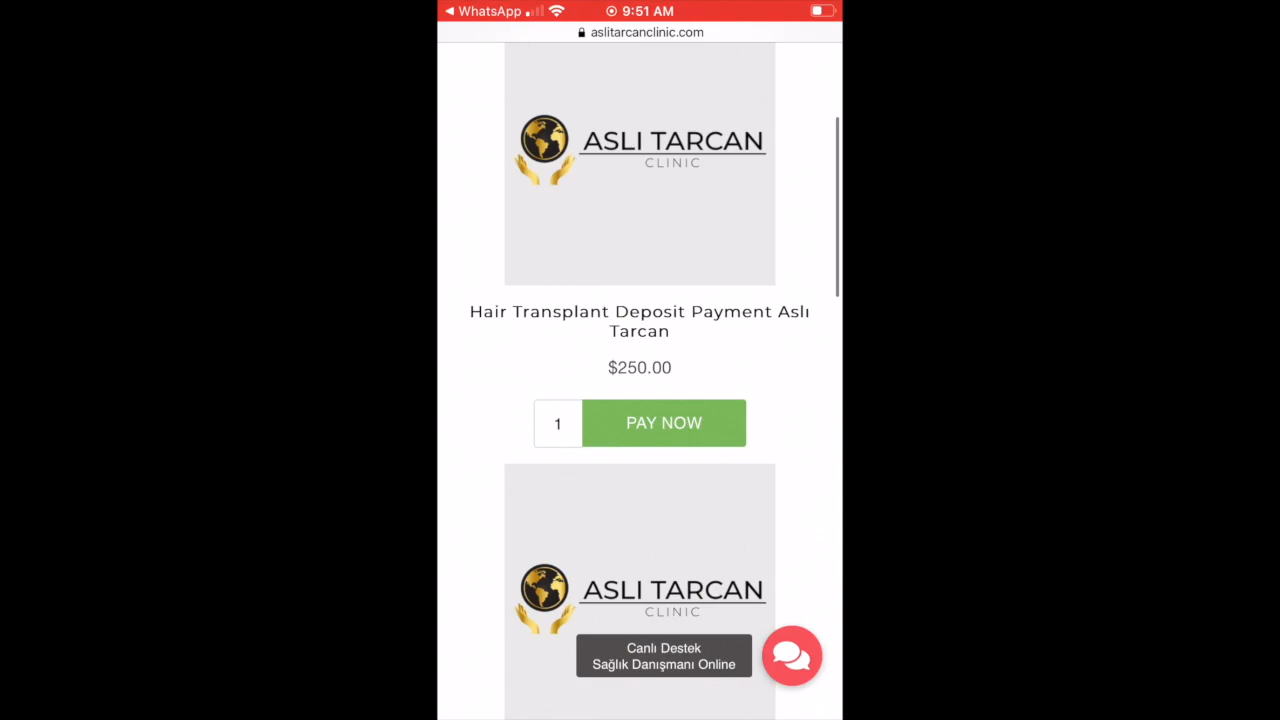 WhatsApp
9:51 AM
aslitarcanclinic.com
ASLI TARCAN
CLINIC
Hair Transplant Deposit Payment Aslı
Tarcan
$250.00
1
PAY NOW
ASLI TARCAN
CLINIC
Canlı Destek
Sağlık Danışmanı Online